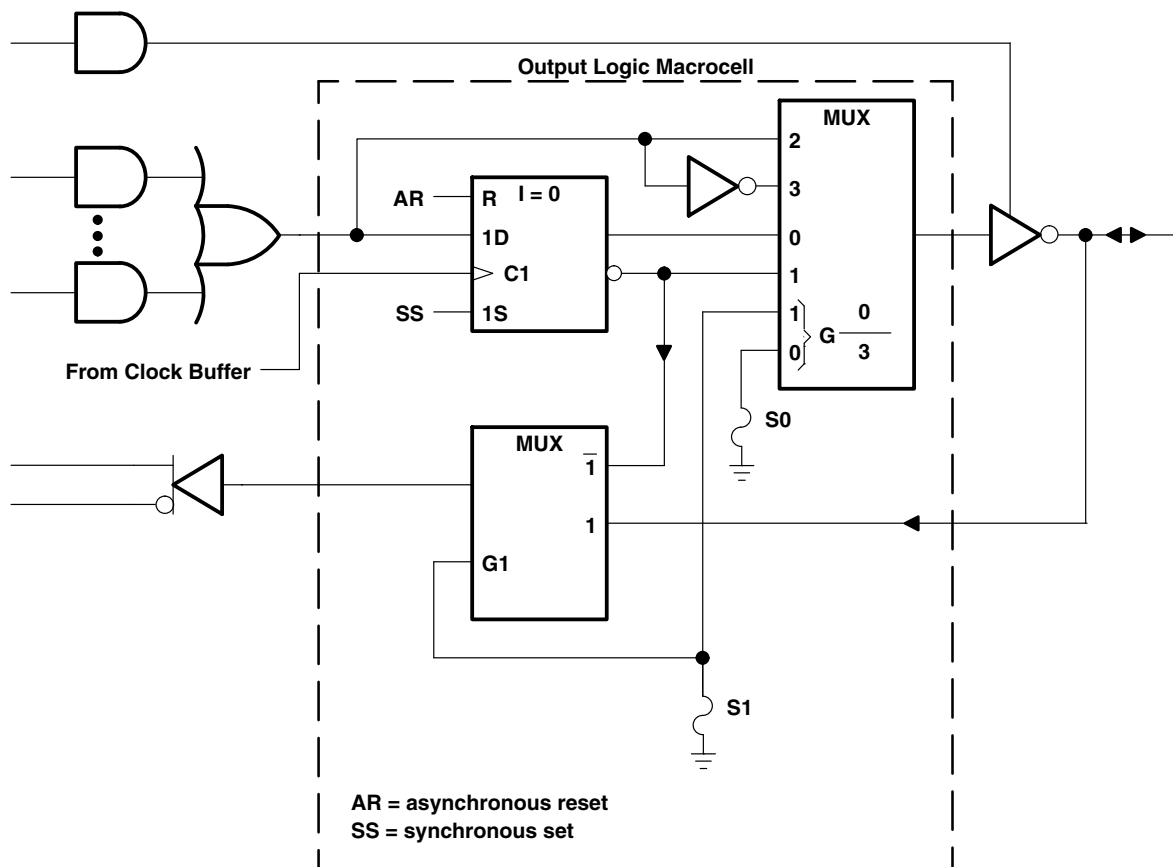 Output Logic Macrocell
MUX
2
3
0
1
1
0
G 0
3
AR
R
I = 0
1D
C1
SS
1S
From Clock Buffer
S0
MUX
1̅
1
G1
S1
AR = asynchronous reset
SS = synchronous set